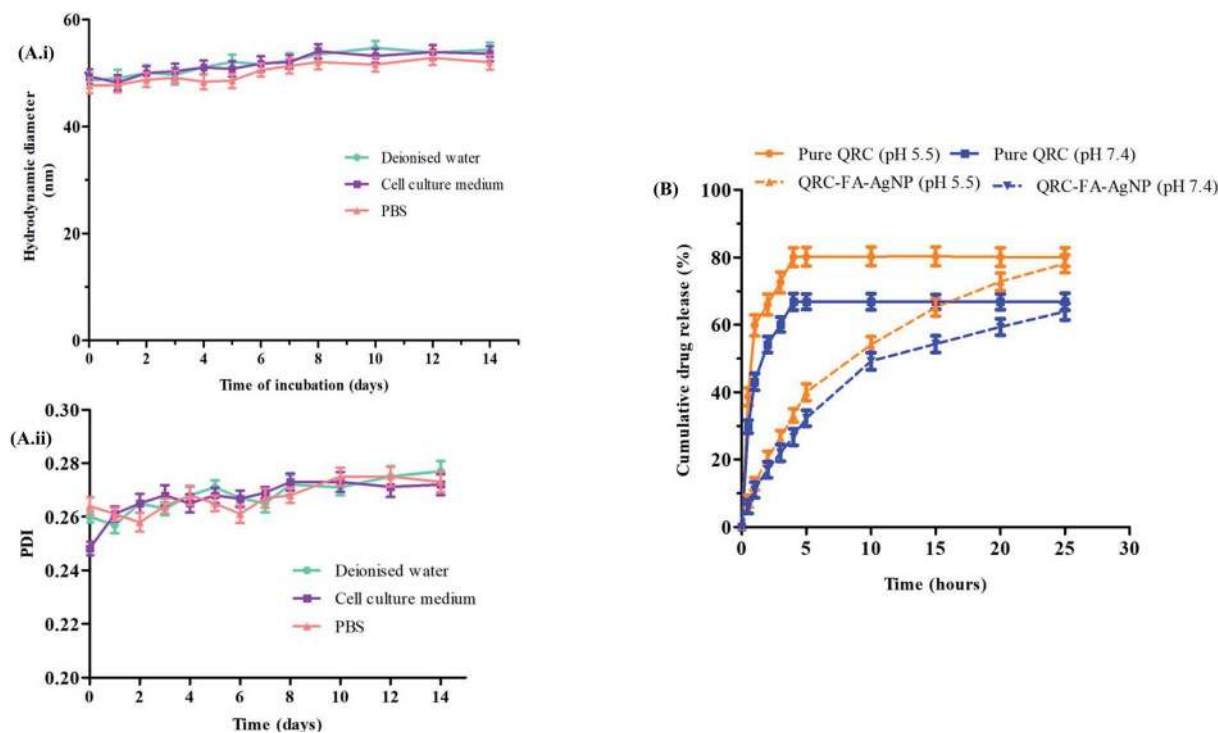 (A.i)
60
40
20
0
Hydrodynamic diameter
(nm)
Deionised water
Cell culture medium
PBS
0 2 4 6 8 10 12 14
Time of incubation (days)
(A.ii)
0.30
0.28
0.26
0.24
0.22
0.20
PDI
Deionised water
Cell culture medium
PBS
0 2 4 6 8 10 12 14
Time (days)
Pure QRC (pH 5.5) Pure QRC (pH 7.4)
QRC-FA-AgNP (pH 5.5) QRC-FA-AgNP (pH 7.4)
(B)
100
80
60
40
20
0
Cumulative drug release (%)
0 5 10 15 20 25 30
Time (hours)